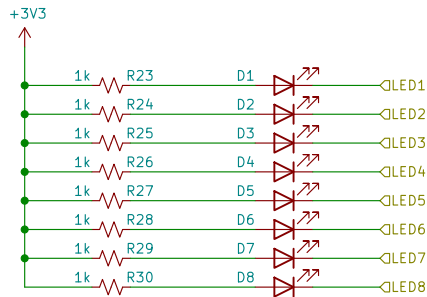 +3V3
1k R23 D1 LED1
1k R24 D2 LED2
1k R25 D3 LED3
1k R26 D4 LED4
1k R27 D5 LED5
1k R28 D6 LED6
1k R29 D7 LED7
1k R30 D8 LED8